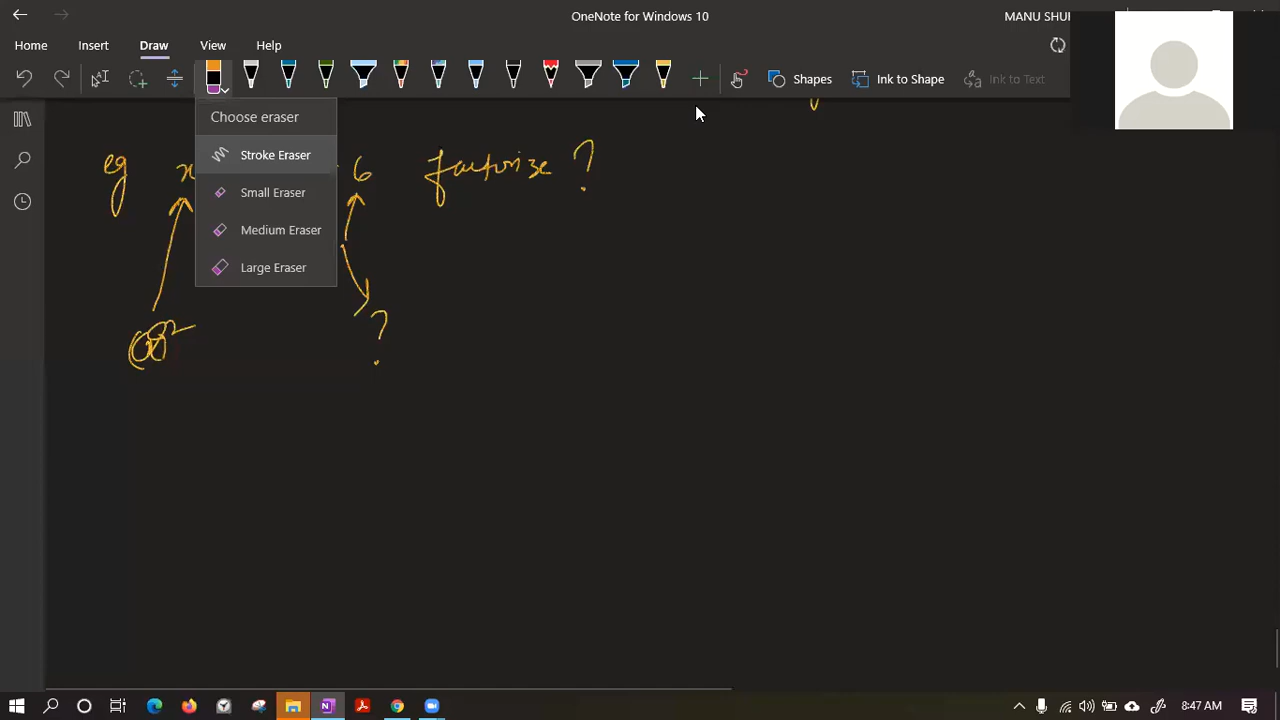 OneNote for Windows 10 MANU SHU
Home Insert Draw View Help
Shapes Ink to Shape Ink to Text
Choose eraser
Stroke Eraser
Small Eraser
Medium Eraser
Large Eraser
eg x 6 factorize ?
?
8:47 AM